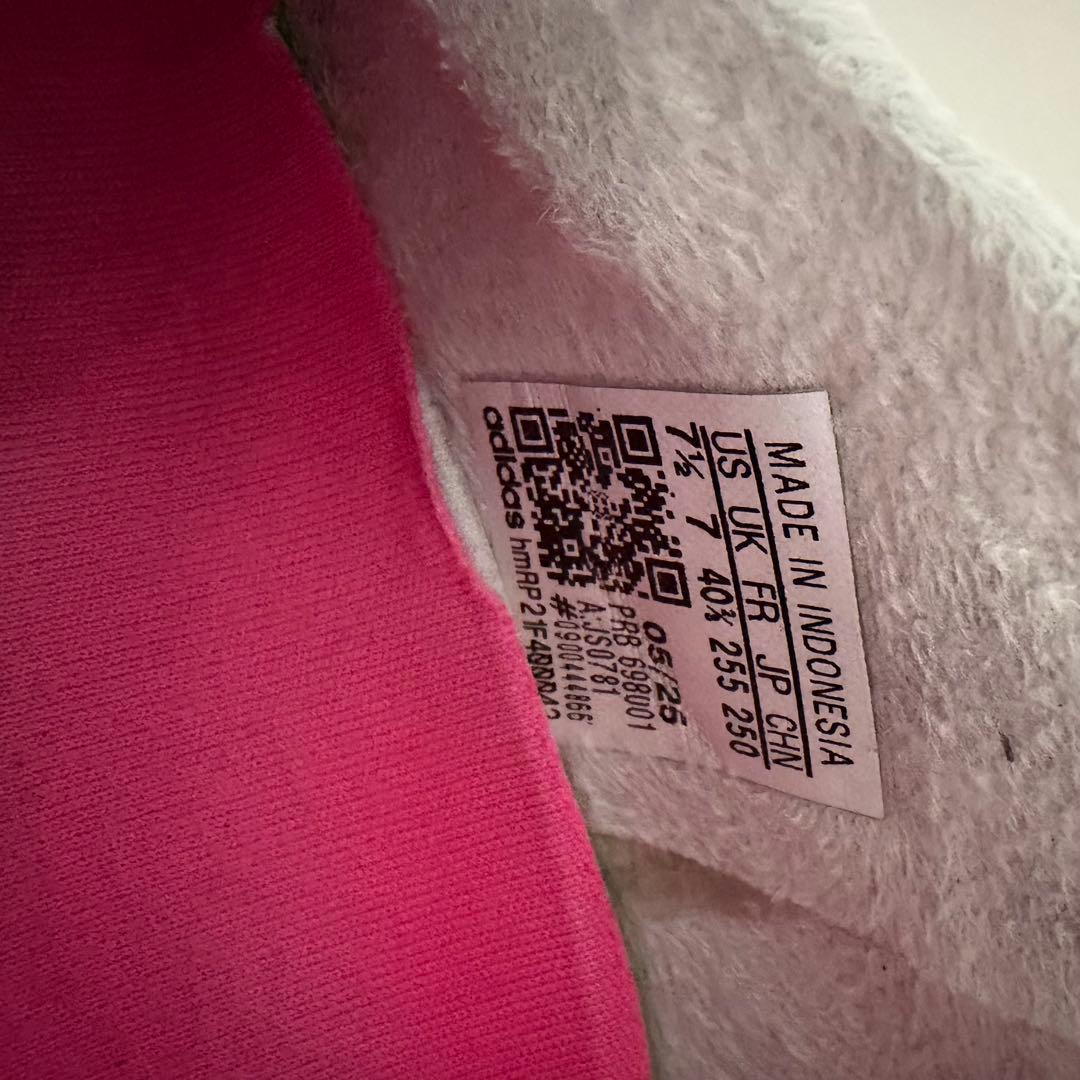 MADE IN INDONESIA
US UK FR JP CHN
7½ 7 40⅔ 255 250
05/25
PRB 698001
AJS0781
#0900444866
adidas